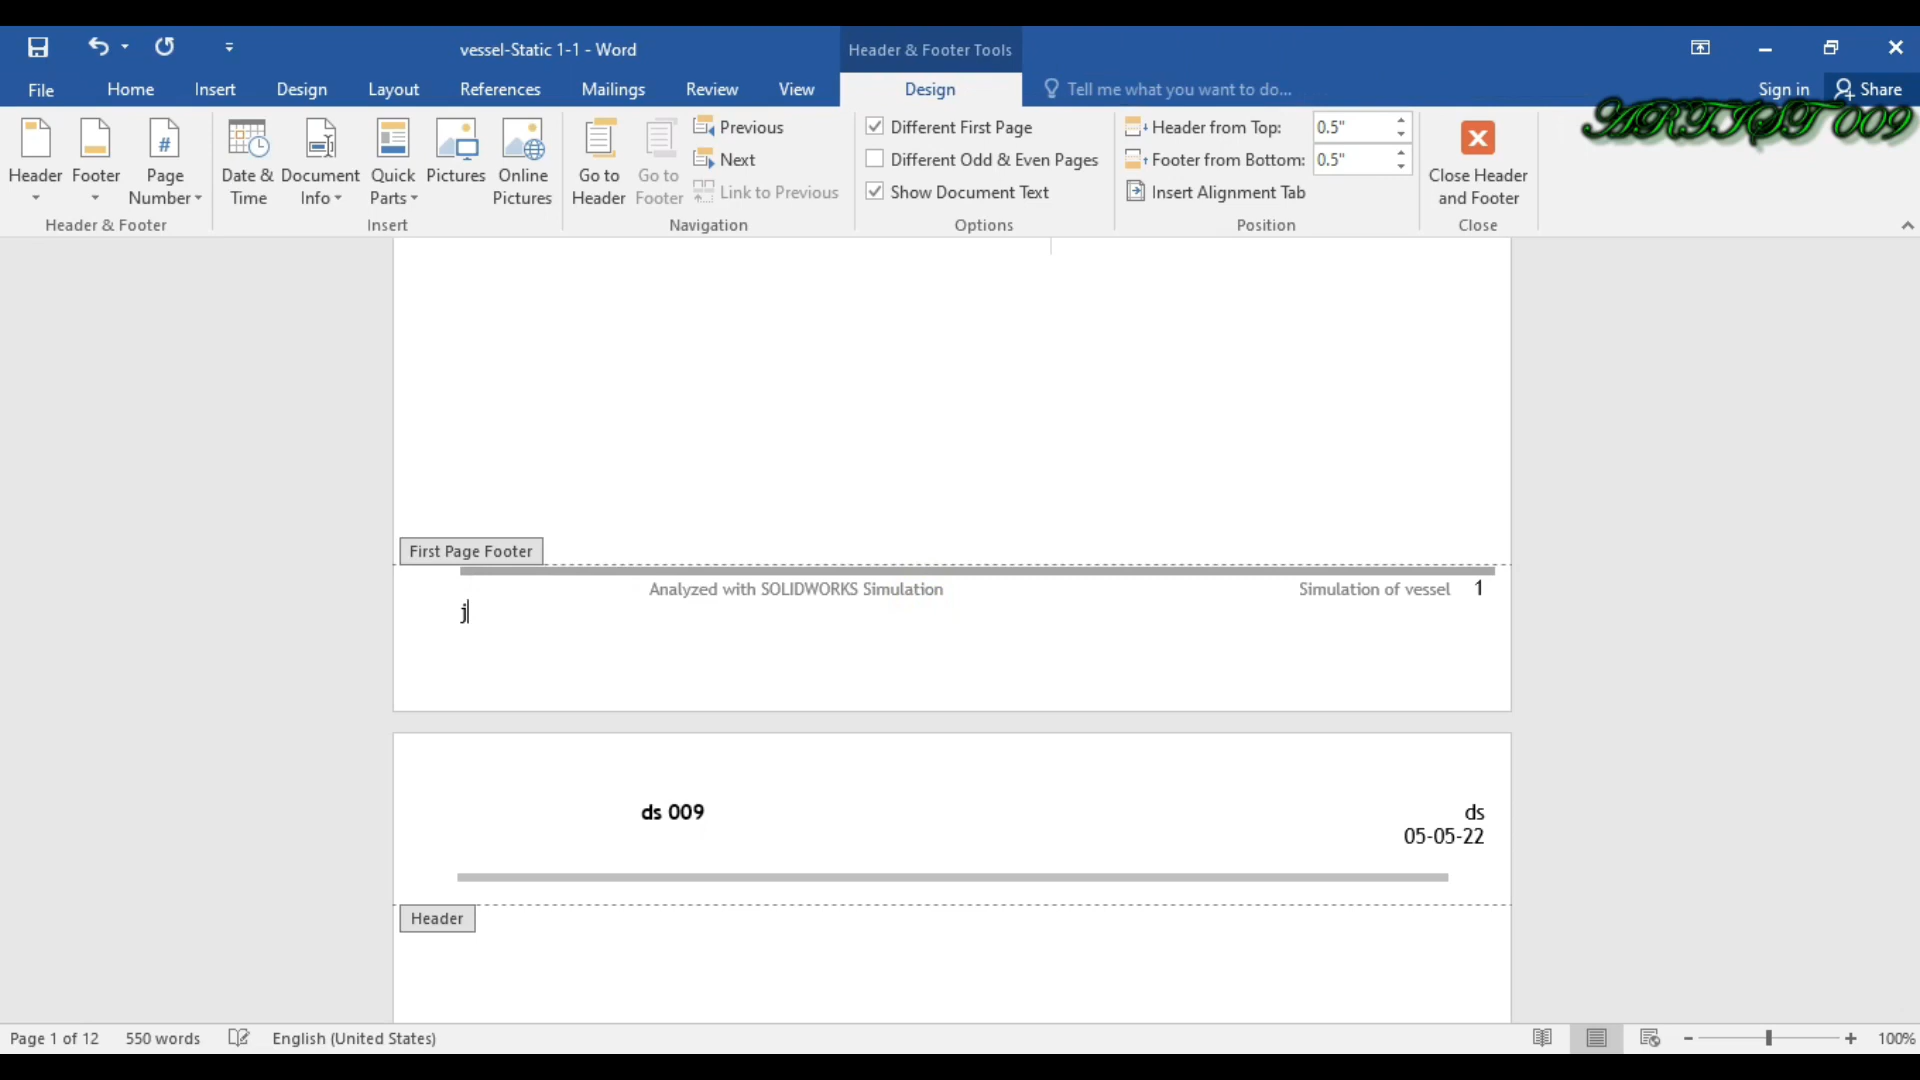 vessel-Static 1-1 - Word
Header & Footer Tools
File
Home
Insert
Design
Layout
References
Mailings
Review
View
Design
Tell me what you want to do...
Sign in
Share
ARTIST 009
Header
Footer
Page
Number
Header & Footer
Date &
Time
Document
Info
Quick
Parts
Pictures
Online
Pictures
Insert
Go to
Header
Go to
Footer
Previous
Next
Link to Previous
Navigation
Different First Page
Different Odd & Even Pages
Show Document Text
Options
Header from Top: 0.5"
Footer from Bottom: 0.5"
Insert Alignment Tab
Position
Close Header
and Footer
Close
First Page Footer
Analyzed with SOLIDWORKS Simulation
Simulation of vessel 1
j
ds 009
ds
05-05-22
Header
Page 1 of 12
550 words
English (United States)
100%